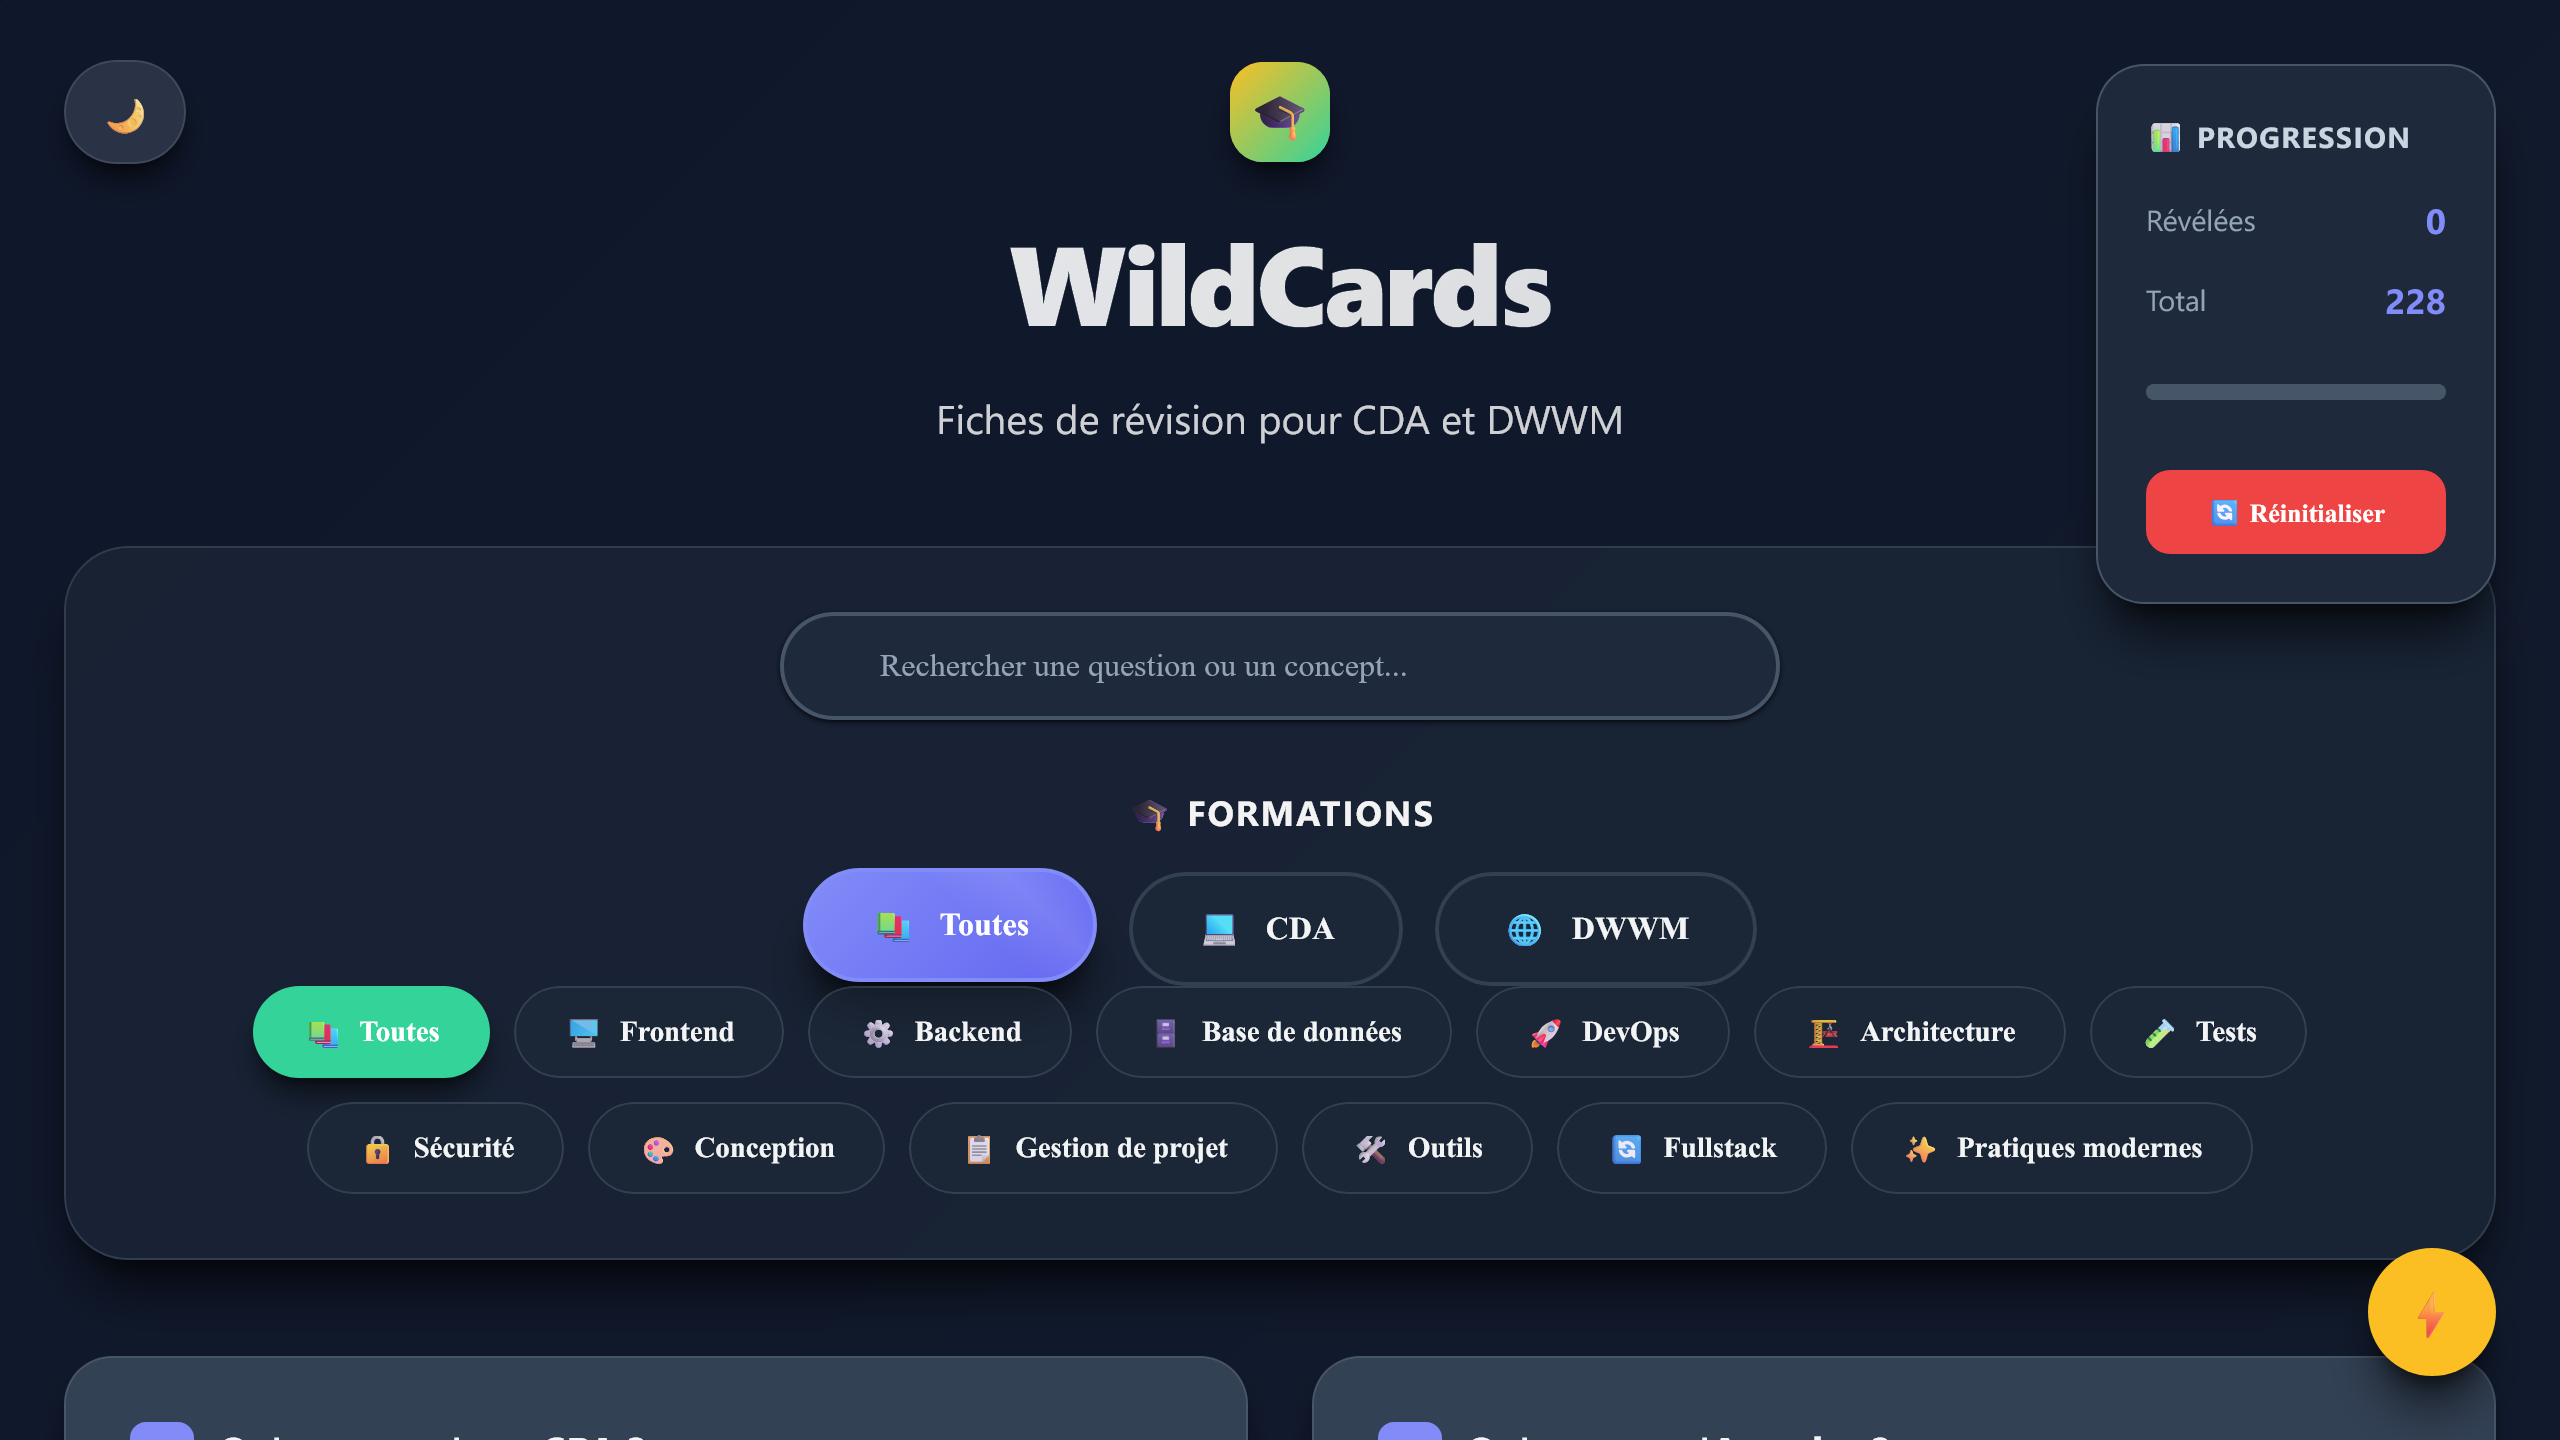 WildCards
Fiches de révision pour CDA et DWWM
PROGRESSION
Révélées 0
Total 228
Réinitialiser
Rechercher une question ou un concept...
FORMATIONS
Toutes CDA DWWM
Toutes Frontend Backend Base de données DevOps Architecture Tests
Sécurité Conception Gestion de projet Outils Fullstack Pratiques modernes